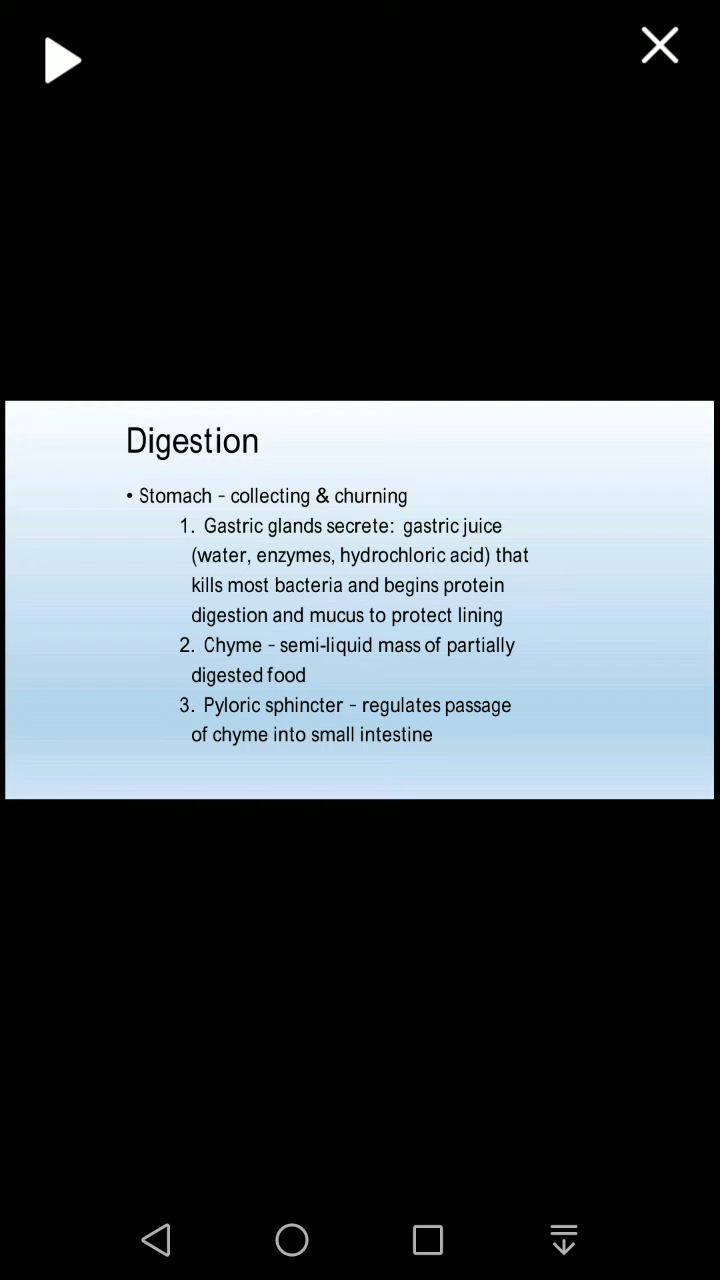 Digestion
• Stomach - collecting & churning
1. Gastric glands secrete: gastric juice
(water, enzymes, hydrochloric acid) that
kills most bacteria and begins protein
digestion and mucus to protect lining
2. Chyme - semi-liquid mass of partially
digested food
3. Pyloric sphincter - regulates passage
of chyme into small intestine